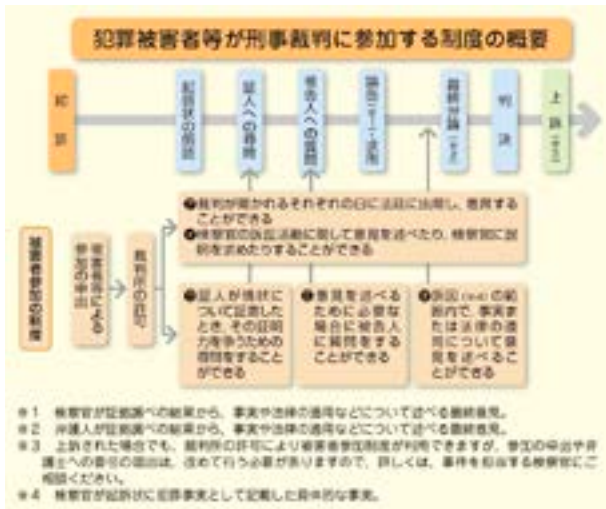 犯罪被害者等が刑事裁判に参加する制度の概要
起訴
起訴状の朗読
証人への尋問
被告人への質問
論告(※1)・求刑
最終弁論(※2)
判決
上訴(※3)
被害者参加の制度
被害者等による
参加の申出
裁判所の許可
裁判が開かれるそれぞれの日に法廷に出席し、意見する
ことができる
検察官の訴訟活動に関して意見を述べたり、検察官に説
明を求めたりすることができる
証人が情状に
ついて証言した
とき、その証明
力を争うための
尋問をすること
ができる
意見を述べる
ために必要な
場合に被告人
に質問をする
ことができる
訴因(※4)の範
囲内で、事実ま
たは法律の適
用について意
見を述べるこ
とができる
※1 検察官が証拠調べの結果から、事実や法律の適用などについて述べる最終意見。
※2 弁護人が証拠調べの結果から、事実や法律の適用などについて述べる最終意見。
※3 上訴された場合でも、裁判所の許可により被害者参加制度が利用できますが、参加の申出や弁
護士への委任の届出は、改めて行う必要がありますので、詳しくは、事件を担当する検察官にご
相談ください。
※4 検察官が起訴状に犯罪事実として記載した具体的な事実。